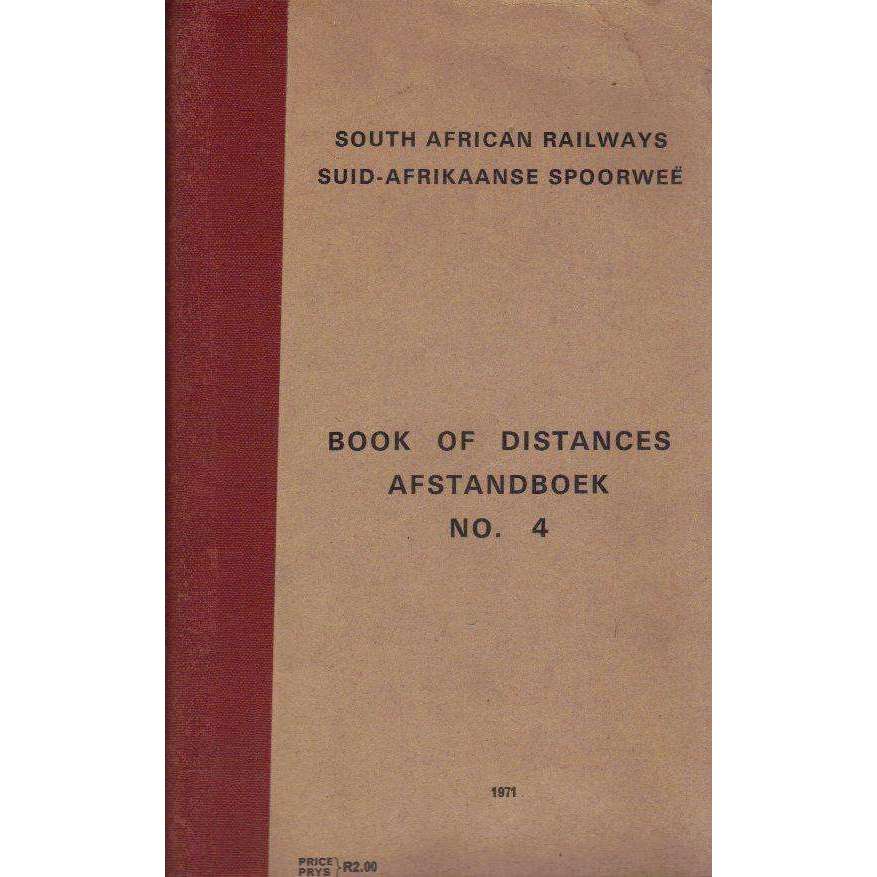 SOUTH AFRICAN RAILWAYS
SUID-AFRIKAANSE SPOORWEË
BOOK OF DISTANCES
AFSTANDBOEK
NO. 4
1971
PRICE
PRYS } R2.00